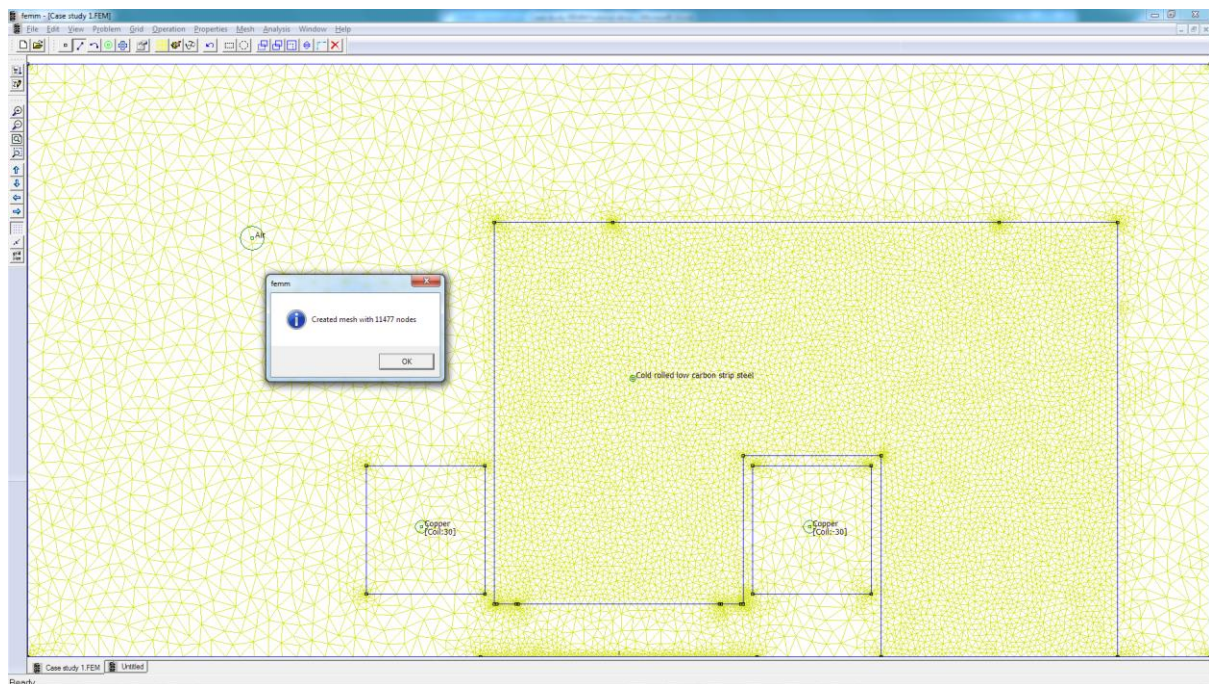 femm - [Case study 1.FEM]
File Edit View Problem Grid Operation Properties Mesh Analysis Window Help
Air
femm
Created mesh with 11477 nodes
OK
Cold rolled low carbon strip steel
Copper
[Coil:30]
Copper
[Coil:-30]
Case study 1.FEM
Untitled
Ready